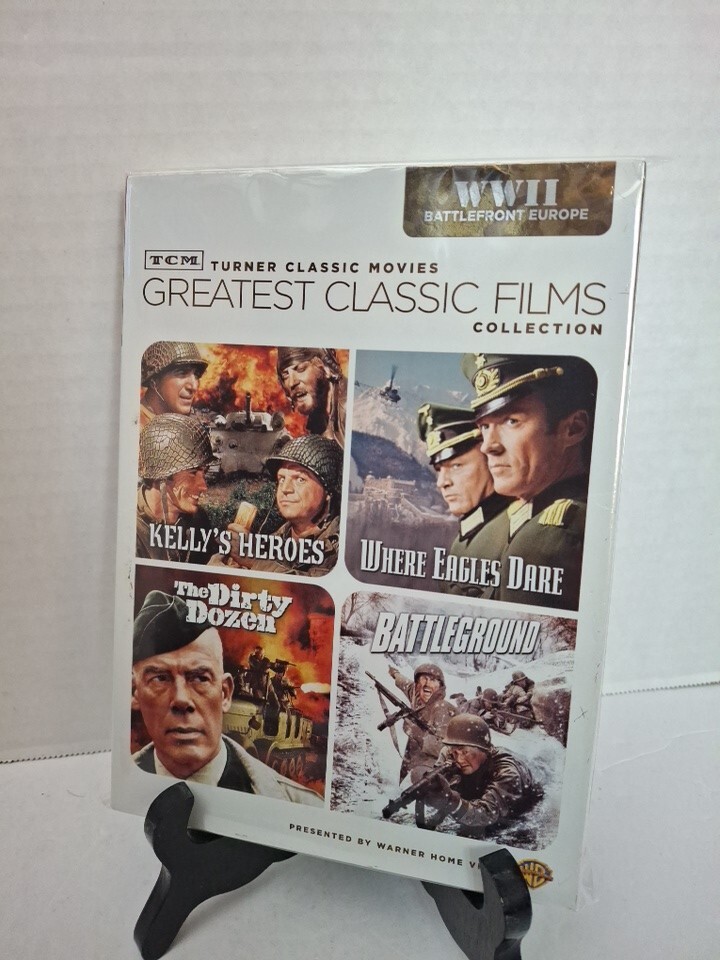 WWII
BATTLEFRONT EUROPE
TCM TURNER CLASSIC MOVIES
GREATEST CLASSIC FILMS
COLLECTION
KELLY'S HEROES
WHERE EAGLES DARE
The Dirty
Dozen
BATTLEGROUND
PRESENTED BY WARNER HOME